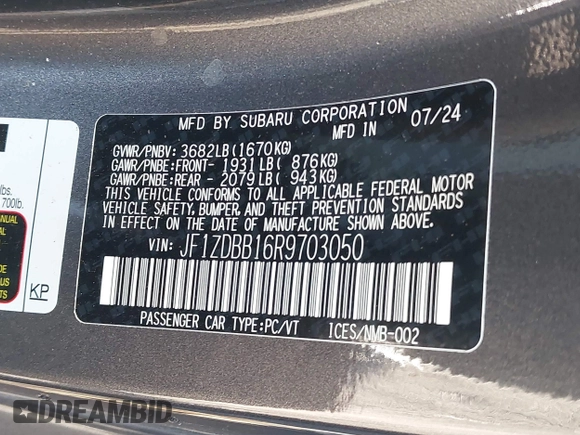 MFD BY SUBARU CORPORATION
MFD IN 07/24
GVWR/PNBV: 3682LB(1670KG)
GAWR/PNBE:FRONT- 1931LB( 876KG)
GAWR/PNBE:REAR - 2079LB( 943KG)
THIS VEHICLE CONFORMS TO ALL APPLICABLE FEDERAL MOTOR
VEHICLE SAFETY, BUMPER, AND THEFT PREVENTION STANDARDS
IN EFFECT ON THE DATE OF MANUFACTURE SHOWN ABOVE.
VIN: JF1ZDBB16R9703050
PASSENGER CAR TYPE:PC/VT ICES/NMB-002
lbs.
700lb.
KP
DREAMBID